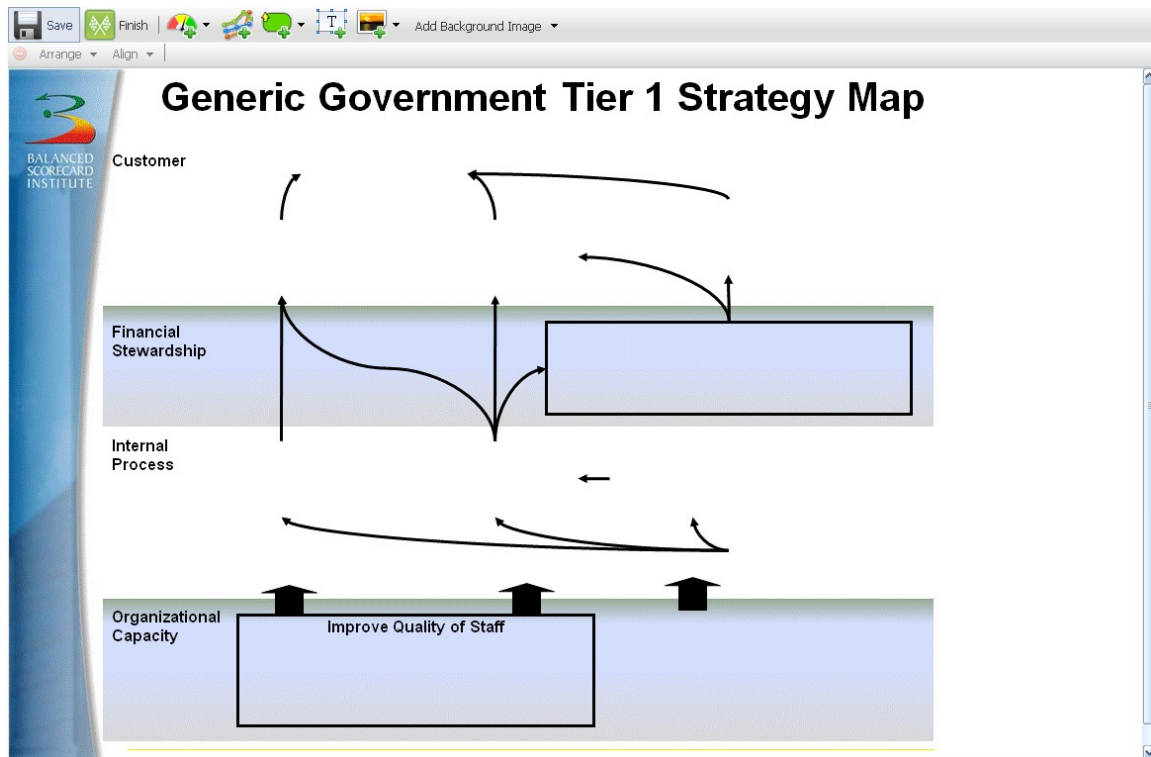 Save Finish Add Background Image
Arrange Align
Generic Government Tier 1 Strategy Map
BALANCED
SCORECARD
INSTITUTE
Customer
Financial
Stewardship
Internal
Process
Organizational
Capacity
Improve Quality of Staff